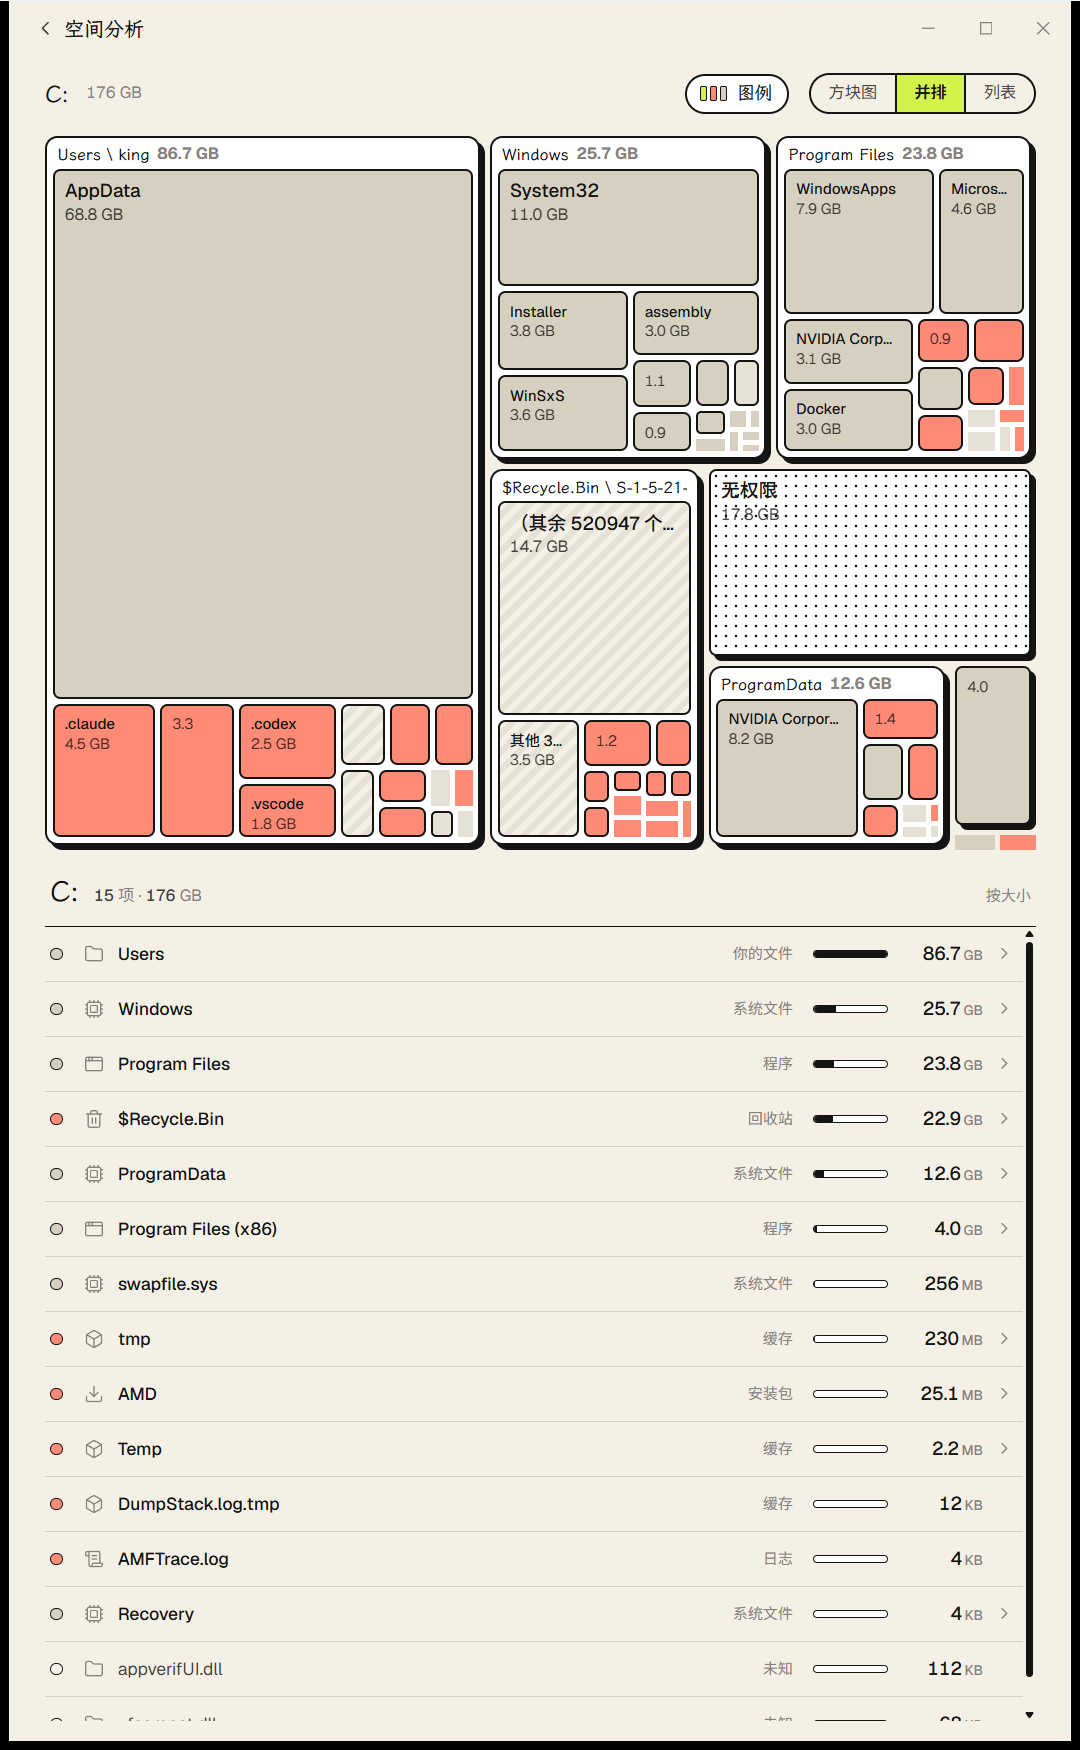 空间分析
C: 176 GB
图例
方块图 并排 列表
Users \ king 86.7 GB
AppData
68.8 GB
.claude
4.5 GB
3.3
.codex
2.5 GB
.vscode
1.8 GB
Windows 25.7 GB
System32
11.0 GB
Installer
3.8 GB
assembly
3.0 GB
WinSxS
3.6 GB
1.1
0.9
Program Files 23.8 GB
WindowsApps
7.9 GB
Micros...
4.6 GB
NVIDIA Corp...
3.1 GB
0.9
Docker
3.0 GB
$Recycle.Bin \ S-1-5-21-
（其余 520947 个...
14.7 GB
其他 3...
3.5 GB
1.2
无权限
17.8 GB
ProgramData 12.6 GB
NVIDIA Corpor...
8.2 GB
1.4
4.0
C: 15 项 · 176 GB
按大小
Users 你的文件 86.7 GB
Windows 系统文件 25.7 GB
Program Files 程序 23.8 GB
$Recycle.Bin 回收站 22.9 GB
ProgramData 系统文件 12.6 GB
Program Files (x86) 程序 4.0 GB
swapfile.sys 系统文件 256 MB
tmp 缓存 230 MB
AMD 安装包 25.1 MB
Temp 缓存 2.2 MB
DumpStack.log.tmp 缓存 12 KB
AMFTrace.log 日志 4 KB
Recovery 系统文件 4 KB
appverifUI.dll 未知 112 KB